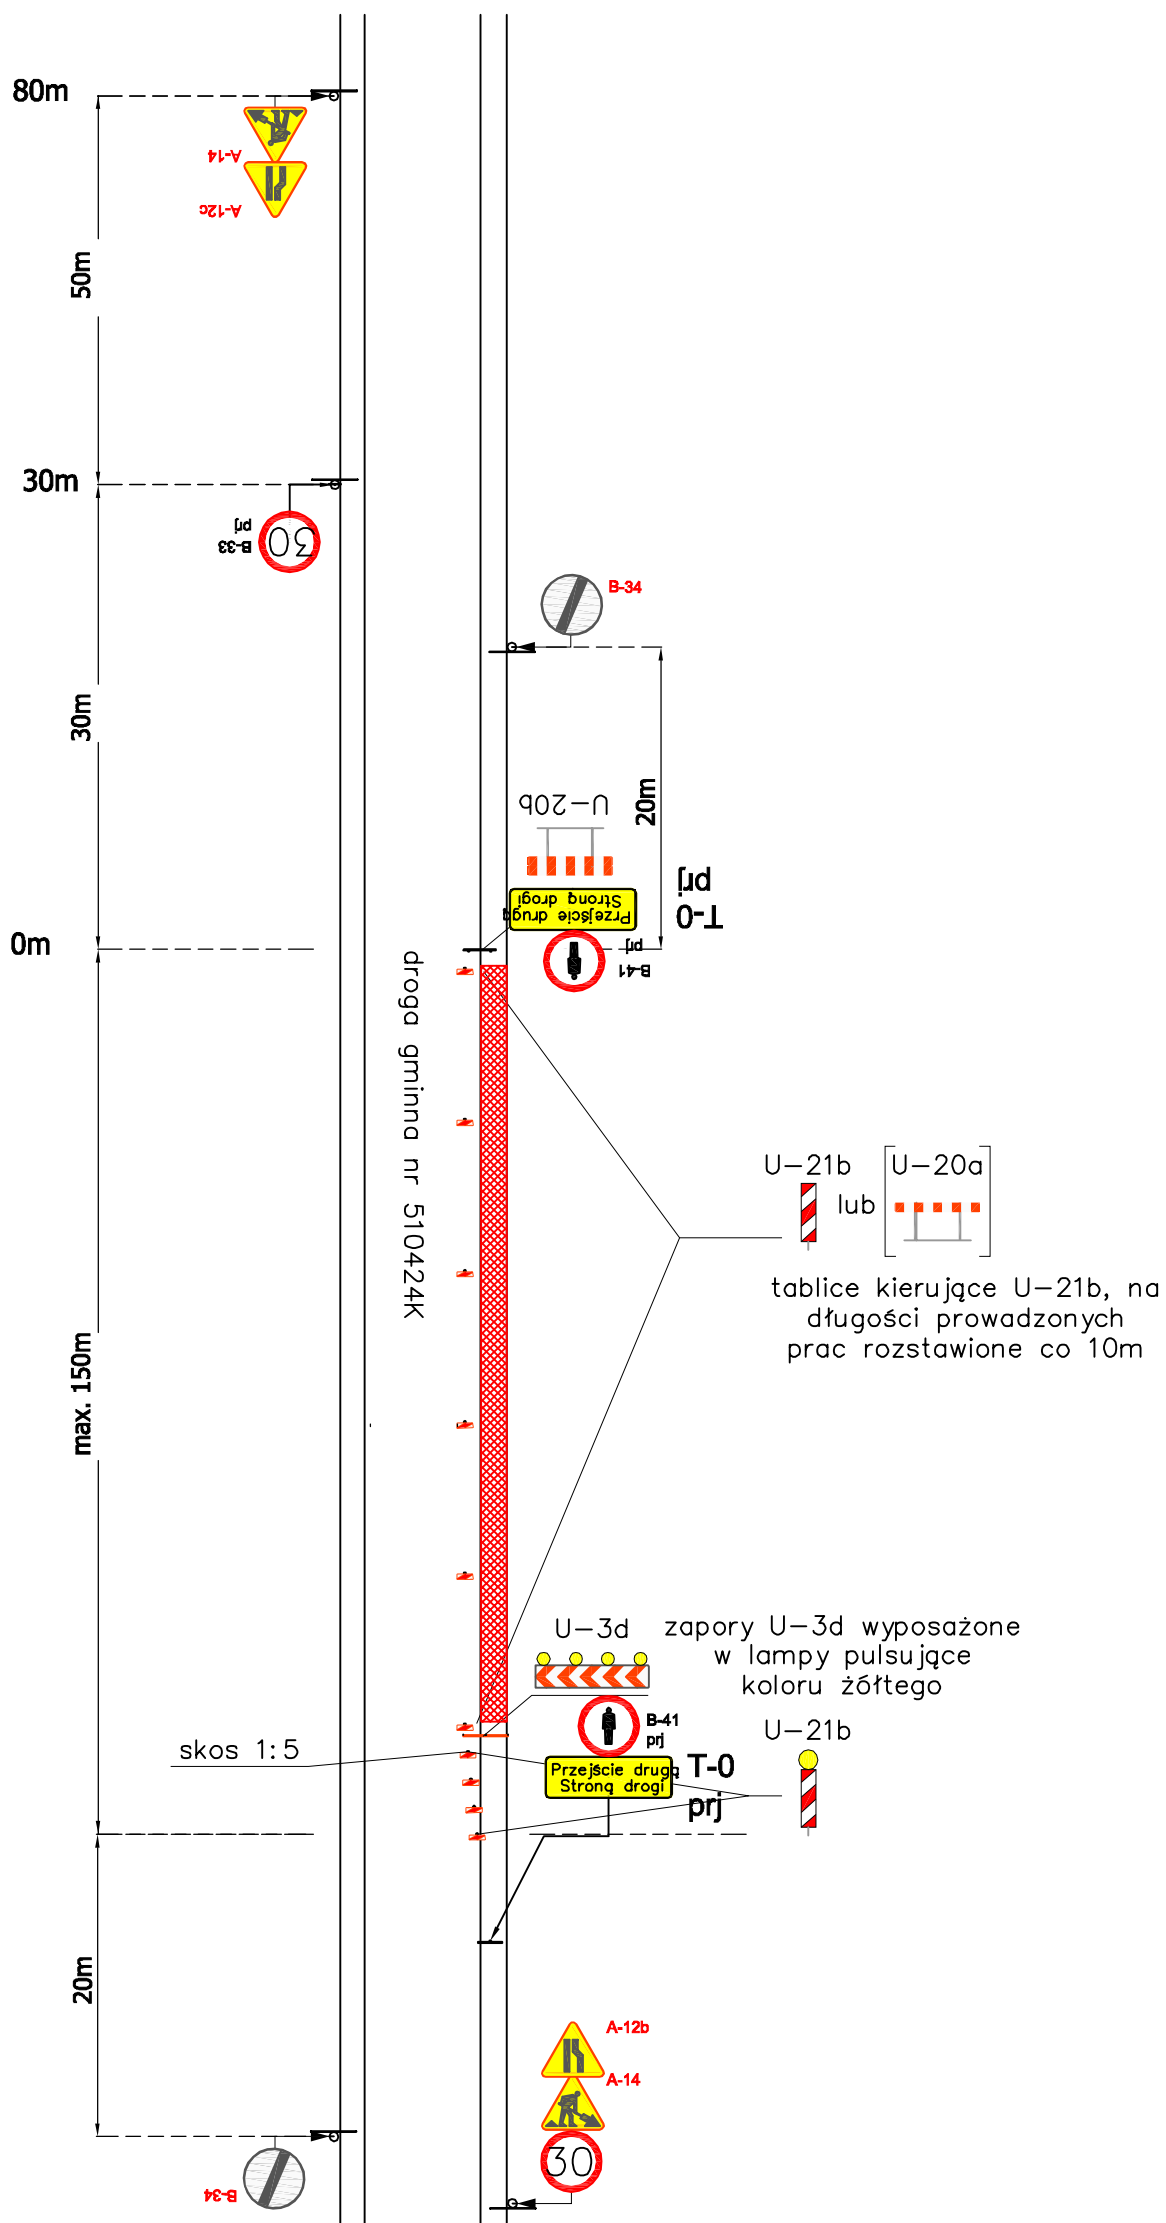 80m
A-14
A-12c
50m
30m
B-33
prj
30
B-34
30m
20m
U-20b
Przejście drugą
Stroną drogi
T-0
prj
0m
B-41
prj
droga gminna nr 510424K
U-21b
lub
U-20a
tablice kierujące U-21b, na
długości prowadzonych
prac rozstawione co 10m
max. 150m
U-3d
zapory U-3d wyposażone
w lampy pulsujące
koloru żółtego
B-41
prj
U-21b
skos 1:5
Przejście drugą
Stroną drogi
T-0
prj
20m
A-12b
A-14
30
B-34